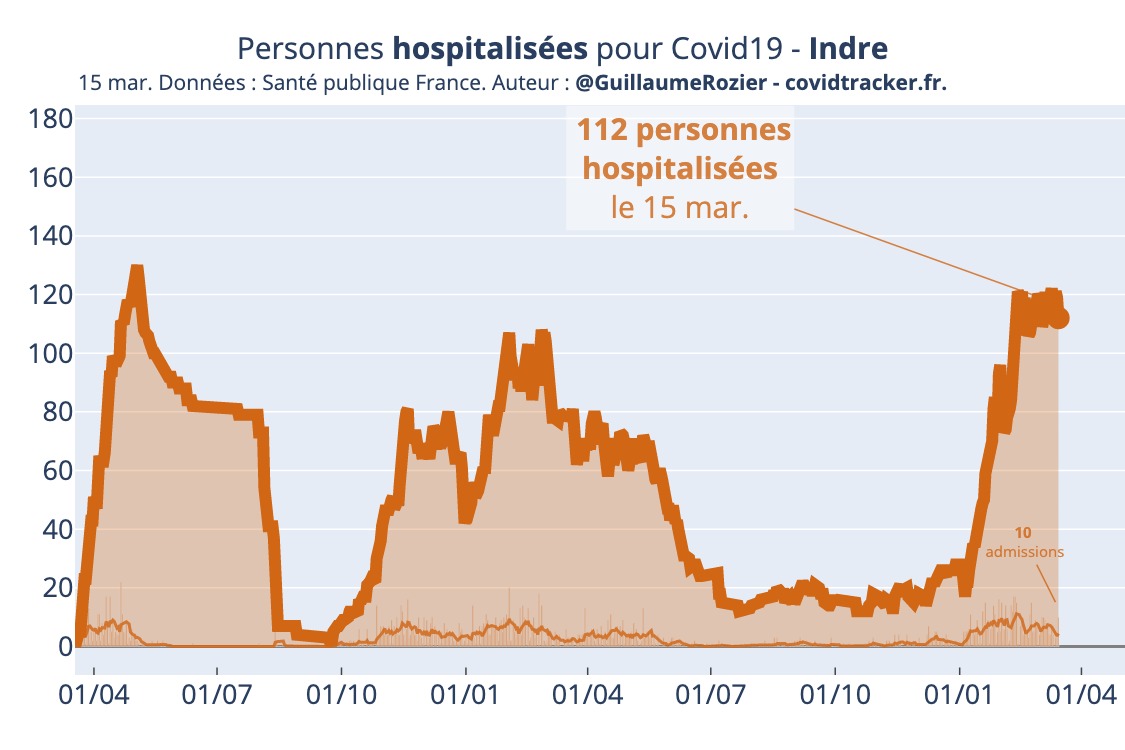 Personnes hospitalisées pour Covid19 - Indre
15 mar. Données : Santé publique France. Auteur : @GuillaumeRozier - covidtracker.fr.
180
112 personnes
hospitalisées
le 15 mar.
160
140
120
100
80
60
40
10
admissions
20
0
01/04 01/07 01/10 01/01 01/04 01/07 01/10 01/01 01/04